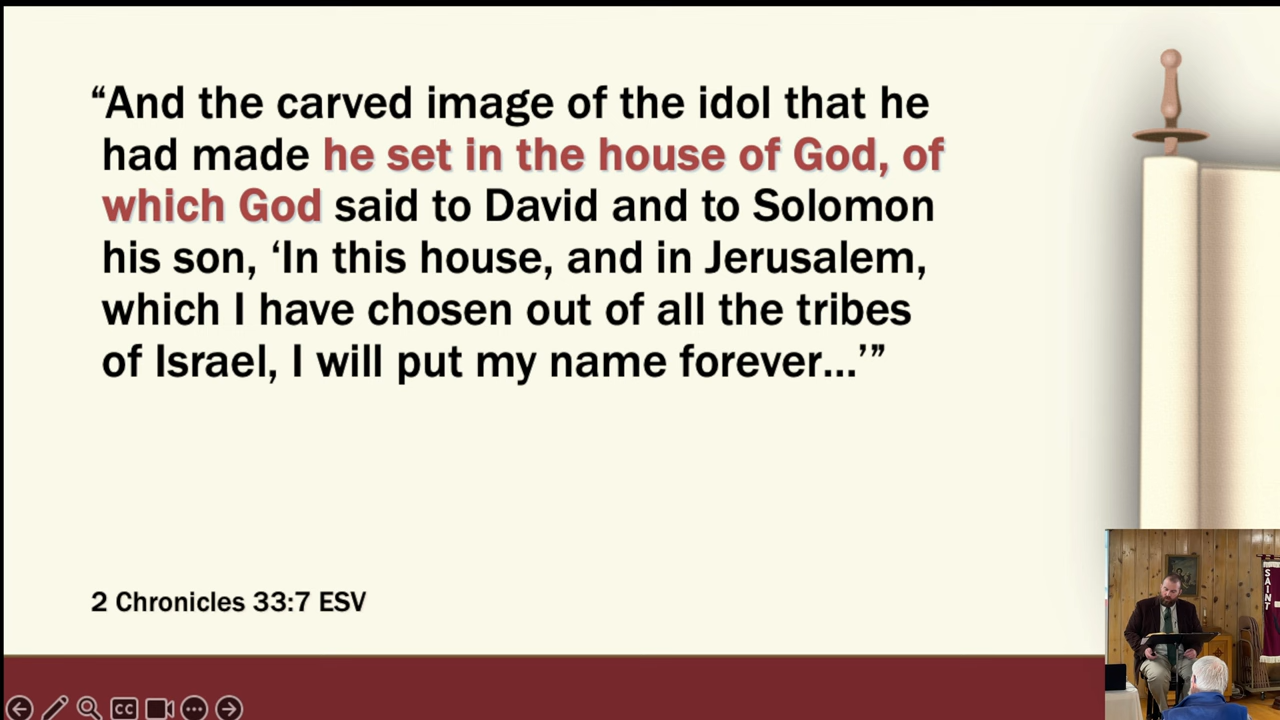 “And the carved image of the idol that he
had made he set in the house of God, of
which God said to David and to Solomon
his son, ‘In this house, and in Jerusalem,
which I have chosen out of all the tribes
of Israel, I will put my name forever…’”
2 Chronicles 33:7 ESV
SAINT
CC